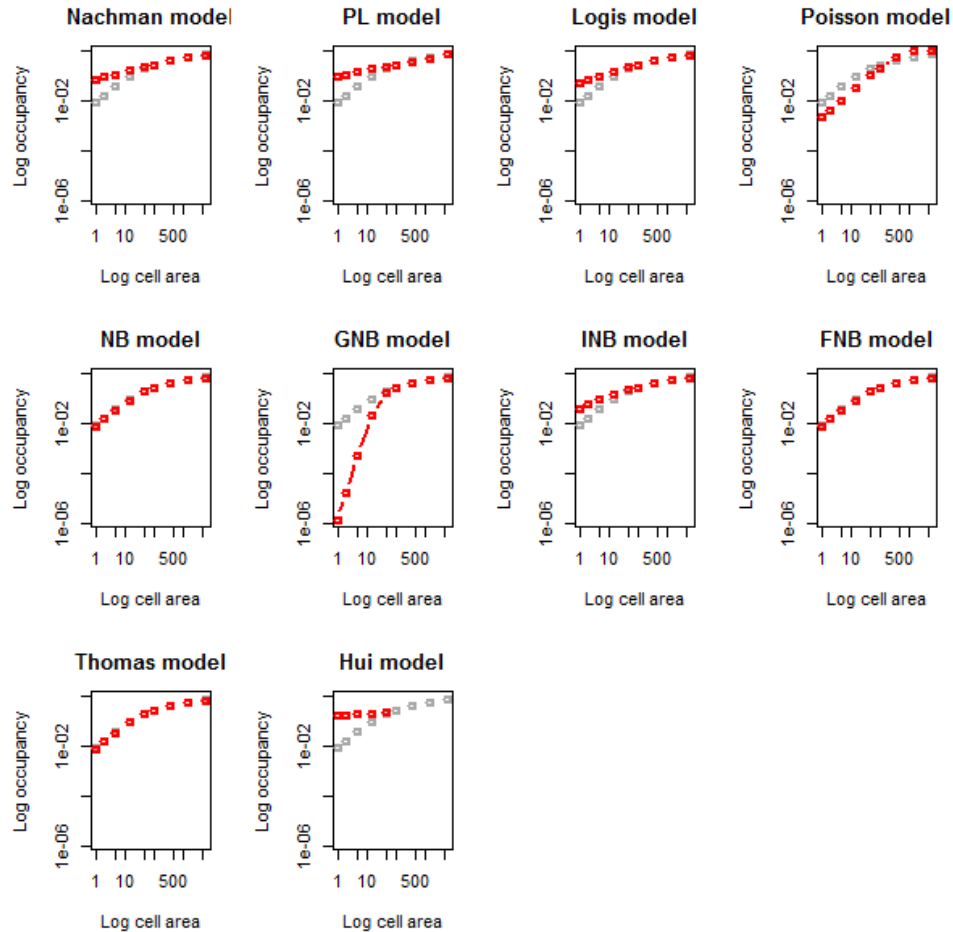 Nachman model
PL model
Logis model
Poisson model
Log occupancy
1e-02
1e-06
1 10 500
Log cell area
Log occupancy
1e-02
1e-06
1 10 500
Log cell area
Log occupancy
1e-02
1e-06
1 10 500
Log cell area
Log occupancy
1e-02
1e-06
1 10 500
Log cell area
NB model
GNB model
INB model
FNB model
Log occupancy
1e-02
1e-06
1 10 500
Log cell area
Log occupancy
1e-02
1e-06
1 10 500
Log cell area
Log occupancy
1e-02
1e-06
1 10 500
Log cell area
Log occupancy
1e-02
1e-06
1 10 500
Log cell area
Thomas model
Hui model
Log occupancy
1e-02
1e-06
1 10 500
Log cell area
Log occupancy
1e-02
1e-06
1 10 500
Log cell area